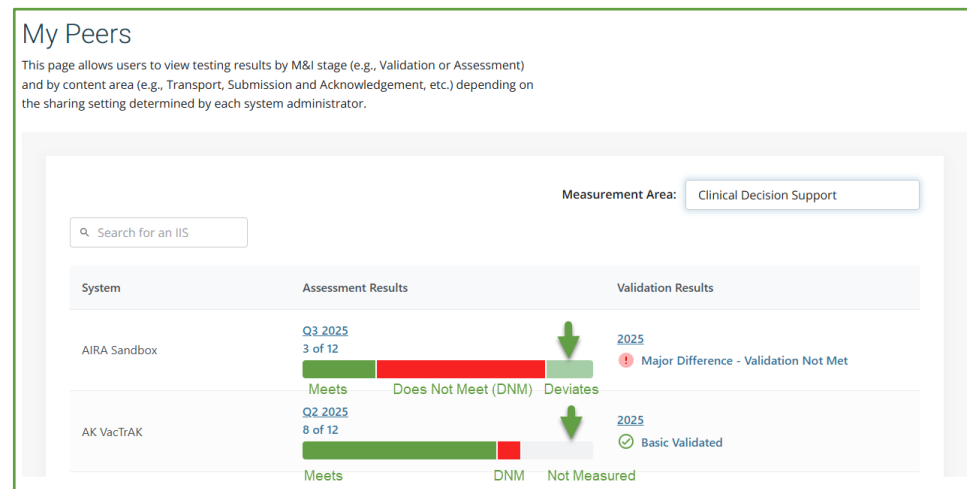 My Peers
This page allows users to view testing results by M&I stage (e.g., Validation or Assessment)
and by content area (e.g., Transport, Submission and Acknowledgement, etc.) depending on
the sharing setting determined by each system administrator.
Measurement Area: Clinical Decision Support
Search for an IIS
System Assessment Results Validation Results
AIRA Sandbox
Q3 2025
3 of 12
Meets Does Not Meet (DNM) Deviates
2025
Major Difference - Validation Not Met
AK VacTrAK
Q2 2025
8 of 12
Meets DNM Not Measured
2025
Basic Validated